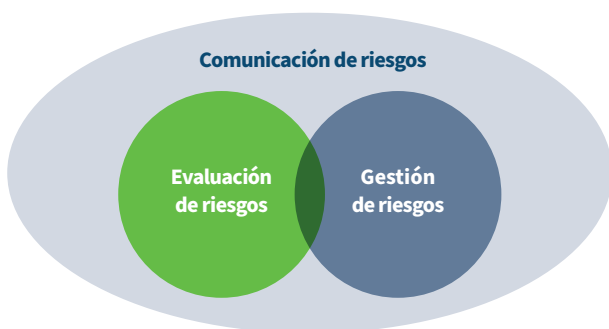 Comunicación de riesgos
Evaluación
de riesgos
Gestión
de riesgos